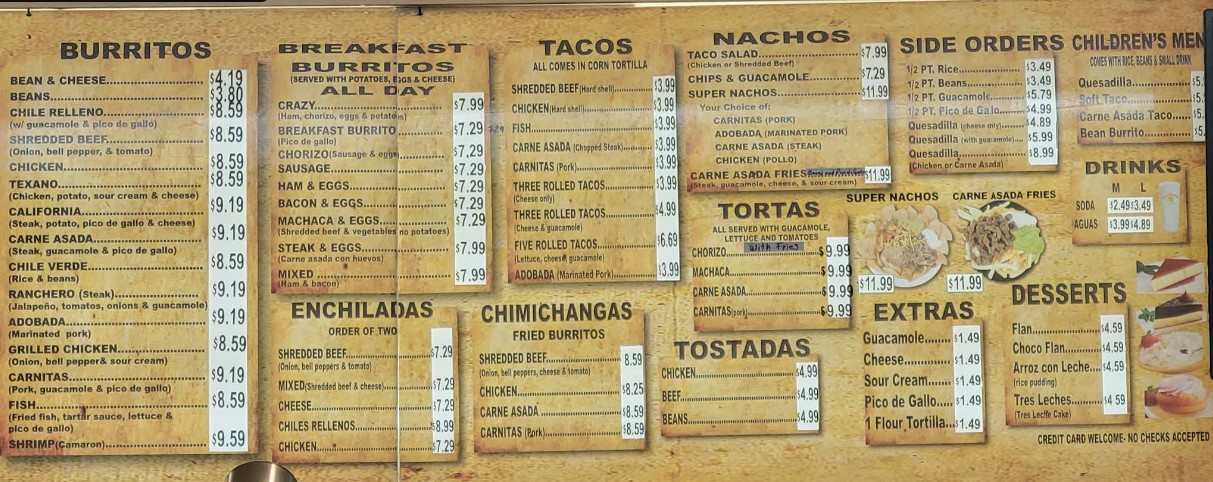 BURRITOS
BEAN & CHEESE $4.19
BEANS $3.80
CHILE RELLENO $8.59
(w/ guacamole & pico de gallo)
SHREDDED BEEF $8.59
(Onion, bell pepper, & tomato)
CHICKEN $8.59
TEXANO $8.59
(Chicken, potato, sour cream & cheese)
CALIFORNIA $9.19
(Steak, potato, pico de gallo & cheese)
CARNE ASADA $9.19
(Steak, guacamole & pico de gallo)
CHILE VERDE $8.59
(Rice & beans)
RANCHERO (Steak) $9.19
(Jalapeño, tomatos, onions & guacamole)
ADOBADA $9.19
(Marinated pork)
GRILLED CHICKEN $8.59
(Onion, bell pepper& sour cream)
CARNITAS $9.19
(Pork, guacamole & pico de gallo)
FISH $8.59
(Fried fish, tartar sauce, lettuce &
pico de gallo)
SHRIMP(Camaron) $9.59
BREAKFAST
BURRITOS
(SERVED WITH POTATOES, EGGS & CHEESE)
ALL DAY
CRAZY $7.99
(Ham, chorizo, eggs & potatoes)
BREAKFAST BURRITO $7.29
(Pico de gallo)
CHORIZO(Sausage & eggs) $7.29
SAUSAGE $7.29
HAM & EGGS $7.29
BACON & EGGS $7.29
MACHACA & EGGS $7.29
(Shredded beef & vegetables no potatoes)
STEAK & EGGS $7.99
(Carne asada con huevos)
MIXED $7.99
(Ham & bacon)
ENCHILADAS
ORDER OF TWO
SHREDDED BEEF $7.29
(Onion, bell peppers & tomato)
MIXED(Shredded beef & cheese) $7.29
CHEESE $7.29
CHILES RELLENOS $8.99
CHICKEN $7.29
TACOS
ALL COMES IN CORN TORTILLA
SHREDDED BEEF(Hard shell) $3.99
CHICKEN(Hard shell) $3.99
FISH $3.99
CARNE ASADA (Chopped Steak) $3.99
CARNITAS (Pork) $3.99
THREE ROLLED TACOS $3.99
(Cheese only)
THREE ROLLED TACOS $4.99
(Cheese & guacamole)
FIVE ROLLED TACOS $6.69
(Lettuce, cheese, guacamole)
ADOBADA (Marinated Pork) $3.99
CHIMICHANGAS
FRIED BURRITOS
SHREDDED BEEF 8.59
(Onion, bell peppers, cheese & tomato)
CHICKEN $8.25
CARNE ASADA $8.59
CARNITAS (Pork) $8.59
NACHOS
TACO SALAD $7.99
(Chicken or Shredded Beef)
CHIPS & GUACAMOLE $7.29
SUPER NACHOS $11.99
Your Choice of:
CARNITAS (PORK)
ADOBADA (MARINATED PORK)
CARNE ASADA (STEAK)
CHICKEN (POLLO)
CARNE ASADA FRIES $11.99
(Steak, guacamole, cheese, & sour cream)
TORTAS
ALL SERVED WITH GUACAMOLE,
LETTUCE AND TOMATOES
With Fries
CHORIZO $9.99
MACHACA $9.99
CARNE ASADA $9.99
CARNITAS(pork) $9.99
TOSTADAS
CHICKEN $4.99
BEEF $4.99
BEANS $4.99
SIDE ORDERS
1/2 PT. Rice $3.49
1/2 PT. Beans $3.49
1/2 PT. Guacamole $5.79
1/2 PT. Pico de Galo $4.99
Quesadilla (cheese only) $4.89
Quesadilla (with guacamole) $5.99
Quesadilla $8.99
(Chicken or Carne Asada)
SUPER NACHOS
$11.99
CARNE ASADA FRIES
$11.99
EXTRAS
Guacamole $1.49
Cheese $1.49
Sour Cream $1.49
Pico de Gallo $1.49
1 Flour Tortilla $1.49
CHILDREN'S MEN
COMES WITH RICE, BEANS & SMALL DRINK
Quesadilla $5.
Soft Taco $5.
Carne Asada Taco $5.
Bean Burrito $5.
DRINKS
M L
SODA $2.49 $3.49
AGUAS $3.99 $4.89
DESSERTS
Flan $4.59
Choco Flan $4.59
Arroz con Leche $4.59
(rice pudding)
Tres Leches $4.59
(Tres Leche Cake)
CREDIT CARD WELCOME- NO CHECKS ACCEPTED